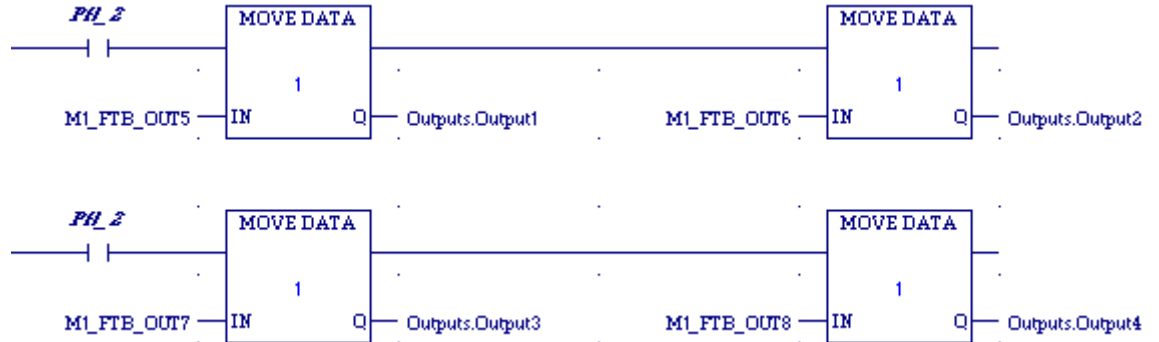 PH_2
MOVE DATA MOVE DATA
1 1
M1_FTB_OUT5 IN Q Outputs.Output1 M1_FTB_OUT6 IN Q Outputs.Output2
PH_2
MOVE DATA MOVE DATA
1 1
M1_FTB_OUT7 IN Q Outputs.Output3 M1_FTB_OUT8 IN Q Outputs.Output4